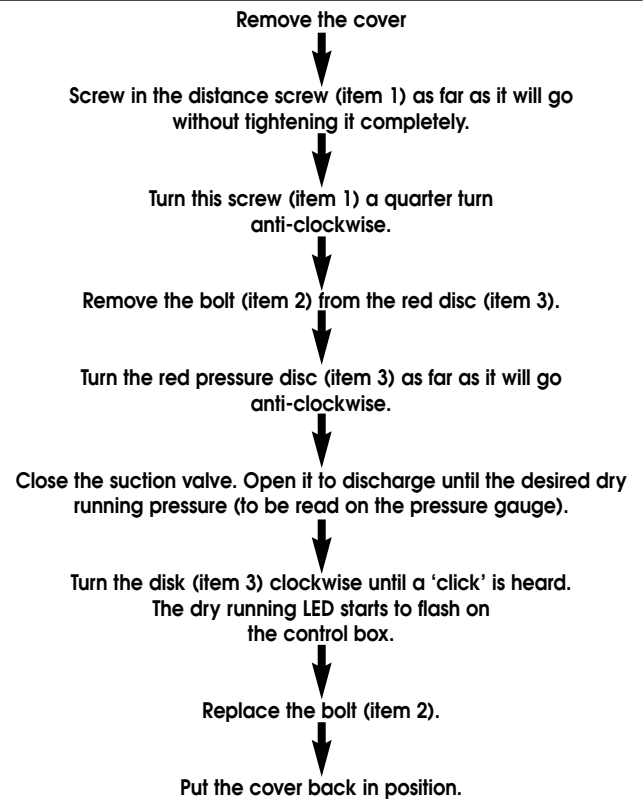 Remove the cover
Screw in the distance screw (item 1) as far as it will go
without tightening it completely.
Turn this screw (item 1) a quarter turn
anti-clockwise.
Remove the bolt (item 2) from the red disc (item 3).
Turn the red pressure disc (item 3) as far as it will go
anti-clockwise.
Close the suction valve. Open it to discharge until the desired dry
running pressure (to be read on the pressure gauge).
Turn the disk (item 3) clockwise until a ‘click’ is heard.
The dry running LED starts to flash on
the control box.
Replace the bolt (item 2).
Put the cover back in position.